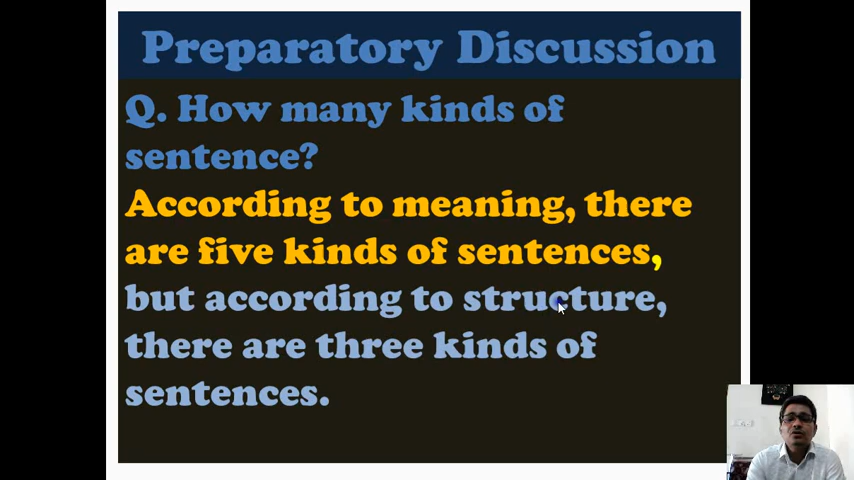 Preparatory Discussion
Q. How many kinds of
sentence?
According to meaning, there
are five kinds of sentences,
but according to structure,
there are three kinds of
sentences.